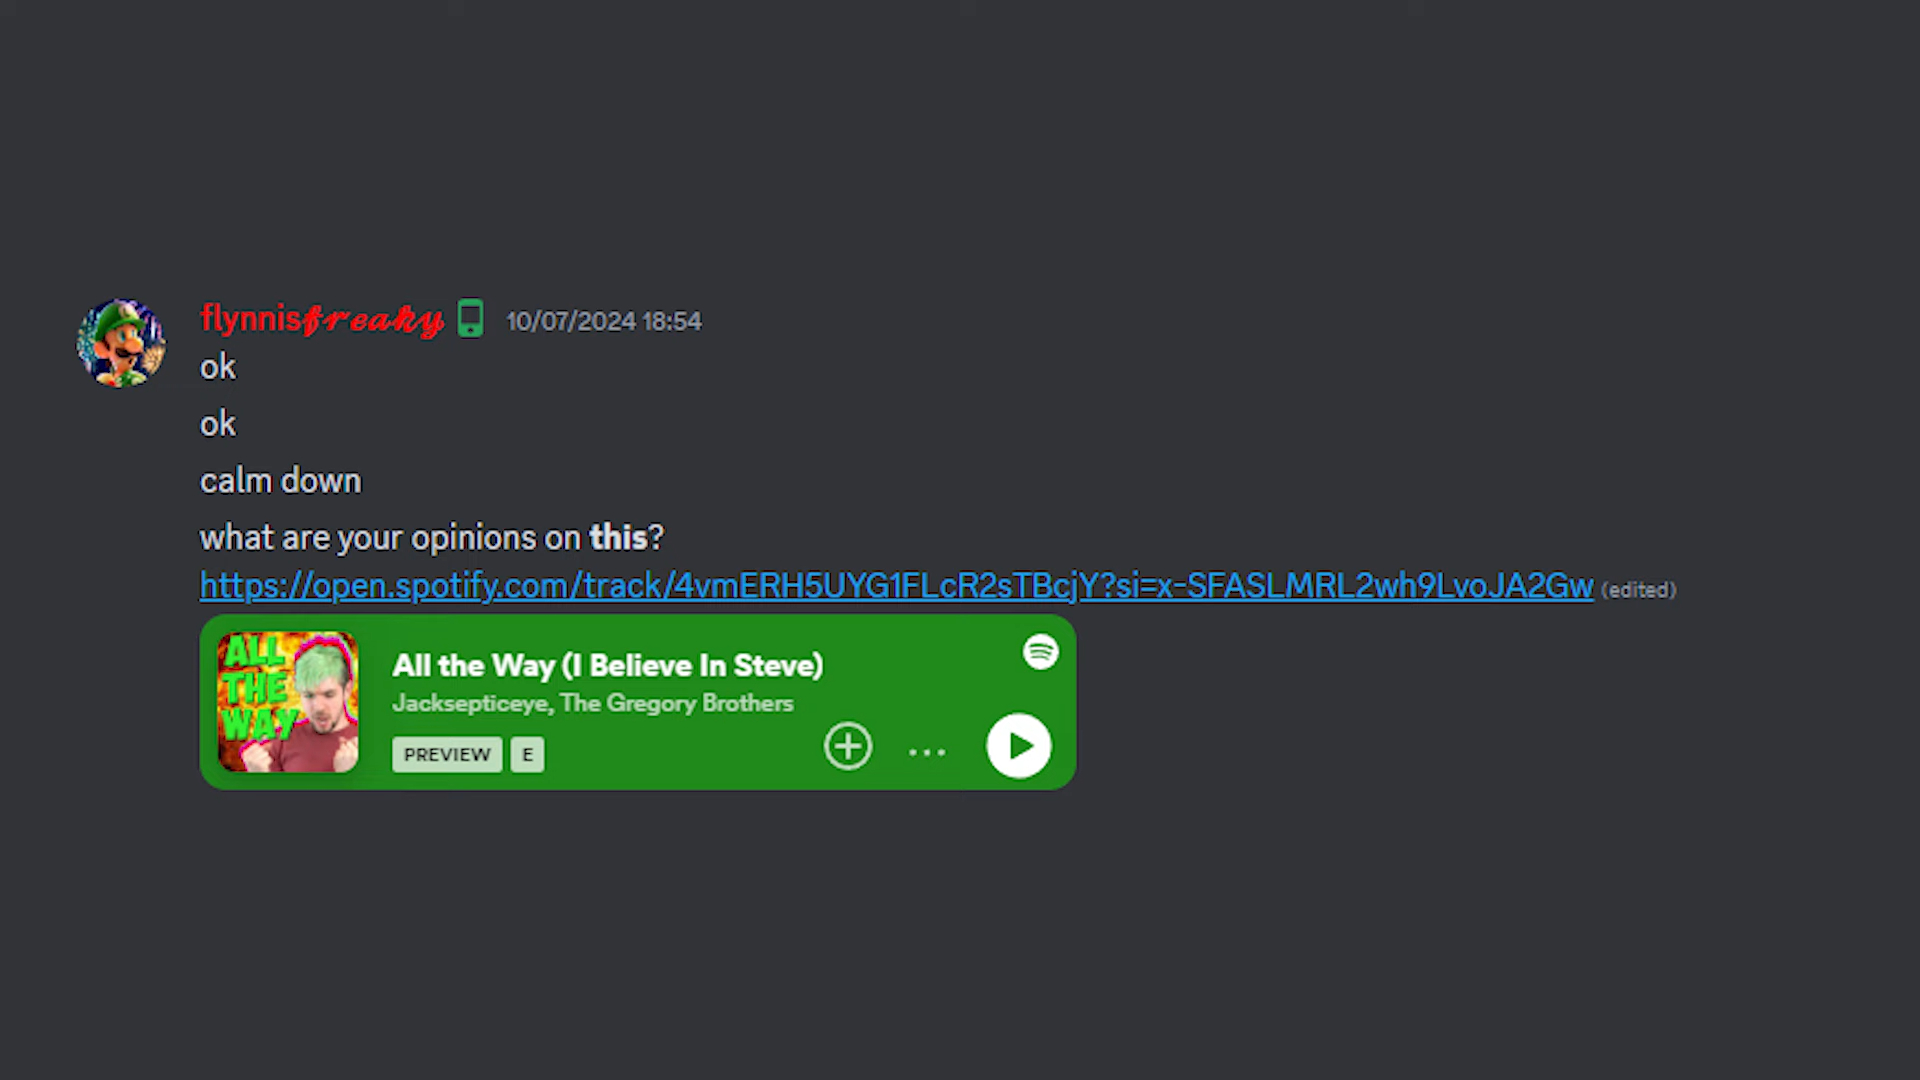 flynnis𝓯𝓻𝓮𝓪𝓴𝔂 10/07/2024 18:54
ok
ok
calm down
what are your opinions on this?
https://open.spotify.com/track/4vmERH5UYG1FLcR2sTBcjY?si=x-SFASLMRL2wh9LvoJA2Gw (edited)
ALL
THE
WAY
All the Way (I Believe In Steve)
Jacksepticeye, The Gregory Brothers
PREVIEW E